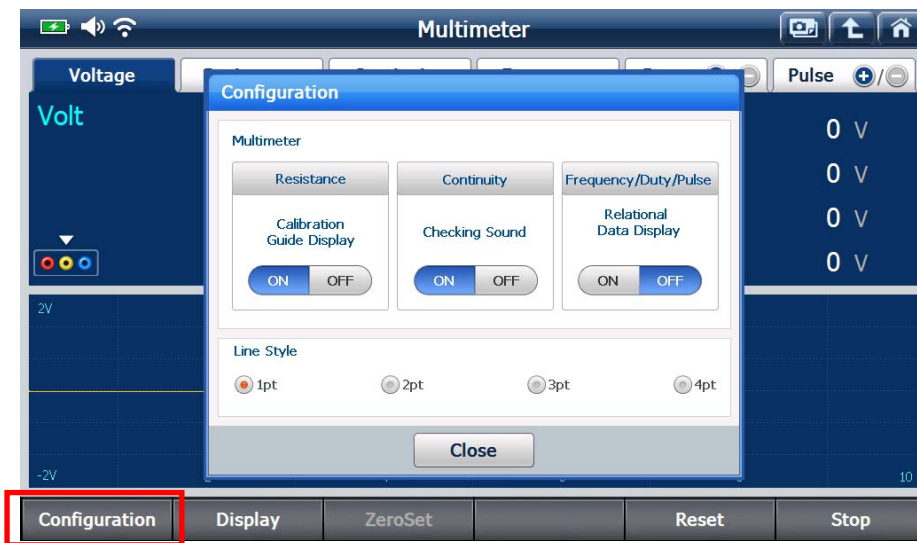 Multimeter
Voltage
Pulse
Volt
0 V
0 V
0 V
0 V
2V
-2V
10
Configuration
Multimeter
Resistance
Calibration
Guide Display
ON OFF
Continuity
Checking Sound
ON OFF
Frequency/Duty/Pulse
Relational
Data Display
ON OFF
Line Style
1pt 2pt 3pt 4pt
Close
Configuration Display ZeroSet Reset Stop